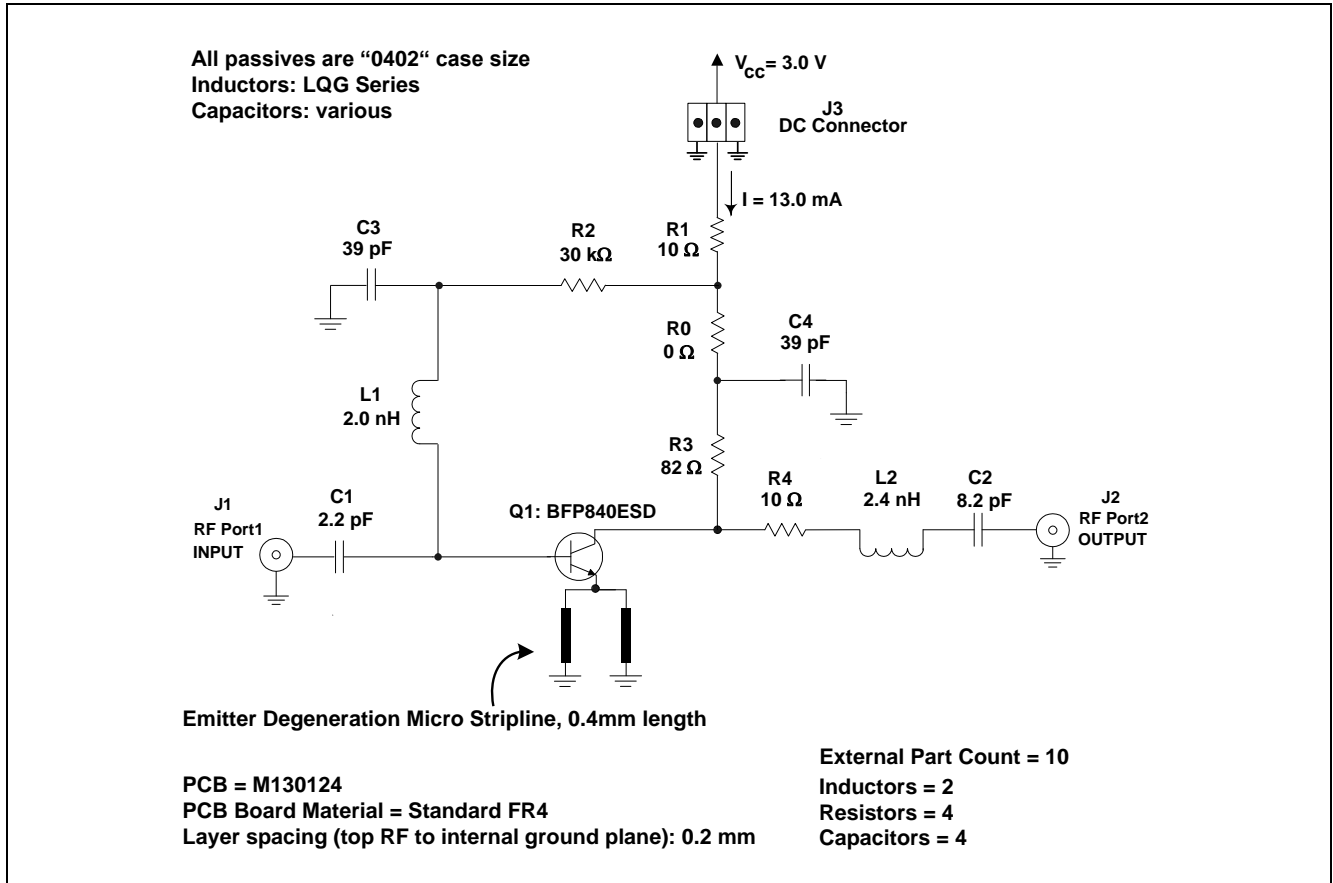 All passives are “0402“ case size
Inductors: LQG Series
Capacitors: various
Vcc= 3.0 V
J3
DC Connector
I = 13.0 mA
C3
39 pF
R2
30 kΩ
R1
10 Ω
R0
0 Ω
C4
39 pF
L1
2.0 nH
R3
82 Ω
R4
10 Ω
L2
2.4 nH
C2
8.2 pF
J2
RF Port2
OUTPUT
J1
RF Port1
INPUT
C1
2.2 pF
Q1: BFP840ESD
Emitter Degeneration Micro Stripline, 0.4mm length
PCB = M130124
PCB Board Material = Standard FR4
Layer spacing (top RF to internal ground plane): 0.2 mm
External Part Count = 10
Inductors = 2
Resistors = 4
Capacitors = 4